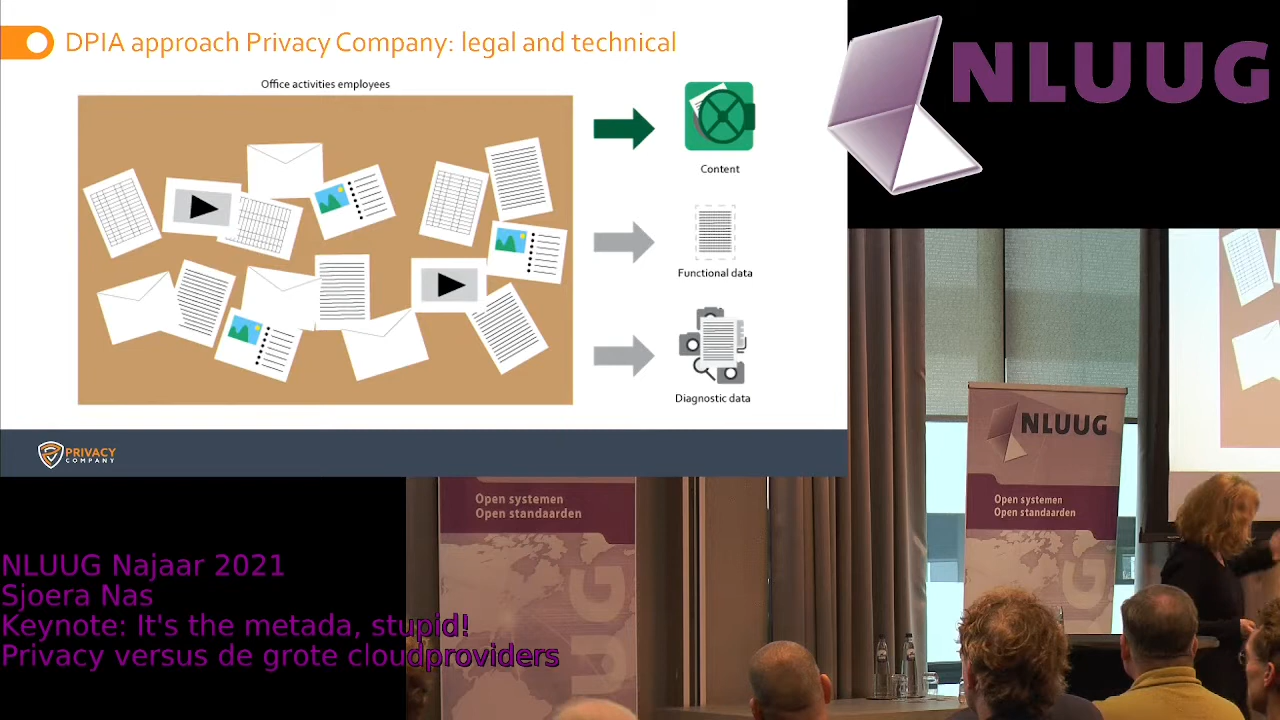 DPIA approach Privacy Company: legal and technical
Office activities employees
Content
Functional data
Diagnostic data
PRIVACY
COMPANY
NLUUG
NLUUG
Open systemen
Open standaarden
Open systemen
Open standaarden
UUG
UG
NLUUG Najaar 2021
Sjoera Nas
Keynote: It's the metada, stupid!
Privacy versus de grote cloudproviders